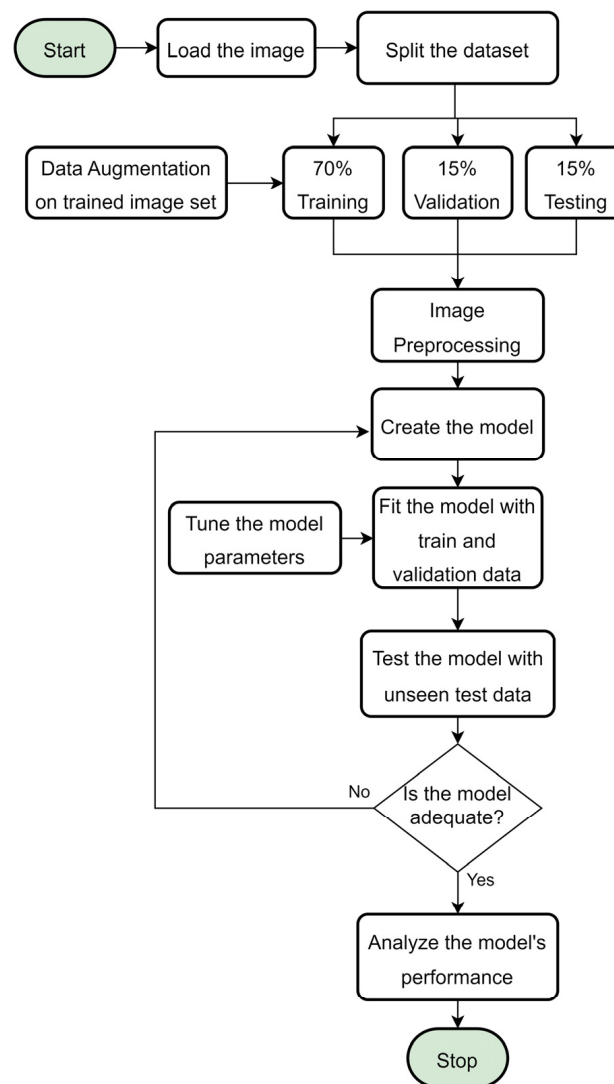 Start
Load the image
Split the dataset
Data Augmentation
on trained image set
70%
Training
15%
Validation
15%
Testing
Image
Preprocessing
Create the model
Tune the model
parameters
Fit the model with
train and
validation data
Test the model with
unseen test data
No
Is the model
adequate?
Yes
Analyze the model's
performance
Stop